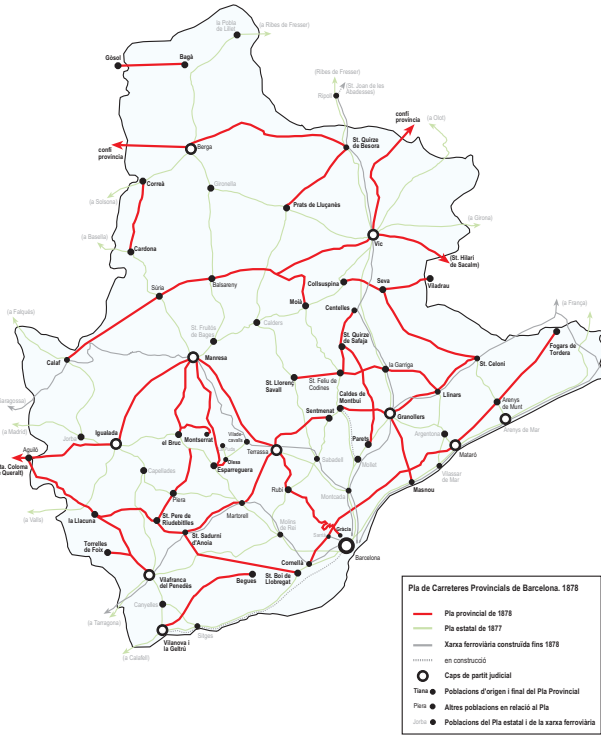 la Pobla
de Lillet
(a Ribes de Fresser)
Gósol
Bagà
(Ribes de Fresser)
Ripoll
(St. Joan de les
Abadesses)
confí
província
(a Olot)
confí
província
Berga
St. Quirze
de Besora
Correà
(a Solsona)
Gironella
Prats de Lluçanès
(a Girona)
(a Basella)
Cardona
Vic
(St. Hilari
de Sacalm)
Súria
Balsareny
Collsuspina
Seva
Viladrau
Moià
Centelles
(a França)
(a Falquès)
St. Fruitós
de Bages
Calders
St. Quirze
de Safaja
Fogars de
Tordera
Calaf
Manresa
la Garriga
St. Celoni
St. Llorenç
Savall
St. Feliu de
Codines
Caldes de
Montbui
Llinars
Arenys
de Munt
Sentmenat
Granollers
Arenys de Mar
(a Madrid)
Jorba
Igualada
el Bruc
Montserrat
Terrassa
Parets
Argentona
Mataró
Aguiló
Olesa
Esparreguera
Sabadell
Mollet
Vilassar
de Mar
Capellades
Piera
Rubí
Montcada
Masnou
(a Valls)
la Llacuna
St. Pere de
Riudebitlles
Martorell
Molins
de Rei
Gràcia
Sants
St. Sadurní
d'Anoia
Barcelona
Torrelles
de Foix
Cornellà
Vilafranca
del Penedès
Begues
St. Boi de
Llobregat
Canyelles
(a Tarragona)
Vilanova i
la Geltrú
Sitges
(a Calafell)
Pla de Carreteres Provincials de Barcelona. 1878
Pla provincial de 1878
Pla estatal de 1877
Xarxa ferroviària construïda fins 1878
en construcció
Caps de partit judicial
Tiana Poblacions d'origen i final del Pla Provincial
Piera Altres poblacions en relació al Pla
Jorba Poblacions del Pla estatal i de la xarxa ferroviària